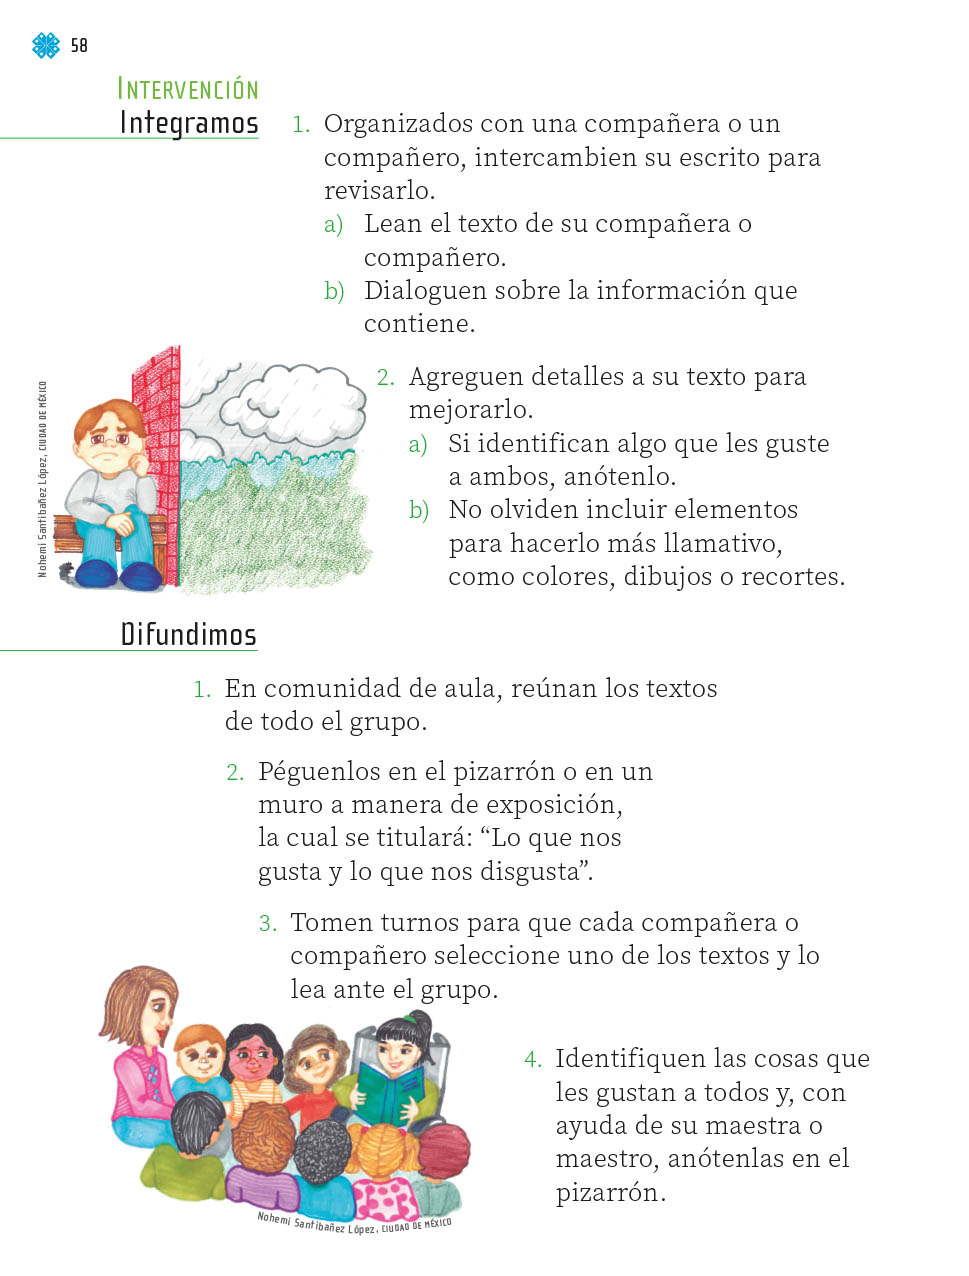 58
INTERVENCIÓN
Integramos
1. Organizados con una compañera o un
compañero, intercambien su escrito para
revisarlo.
a) Lean el texto de su compañera o
compañero.
b) Dialoguen sobre la información que
contiene.
2. Agreguen detalles a su texto para
mejorarlo.
a) Si identifican algo que les guste
a ambos, anótenlo.
b) No olviden incluir elementos
para hacerlo más llamativo,
como colores, dibujos o recortes.
Nohemi Santibañez López, CIUDAD DE MÉXICO
Difundimos
1. En comunidad de aula, reúnan los textos
de todo el grupo.
2. Péguenlos en el pizarrón o en un
muro a manera de exposición,
la cual se titulará: “Lo que nos
gusta y lo que nos disgusta”.
3. Tomen turnos para que cada compañera o
compañero seleccione uno de los textos y lo
lea ante el grupo.
4. Identifiquen las cosas que
les gustan a todos y, con
ayuda de su maestra o
maestro, anótenlas en el
pizarrón.
Nohemi Santibañez López, CIUDAD DE MÉXICO